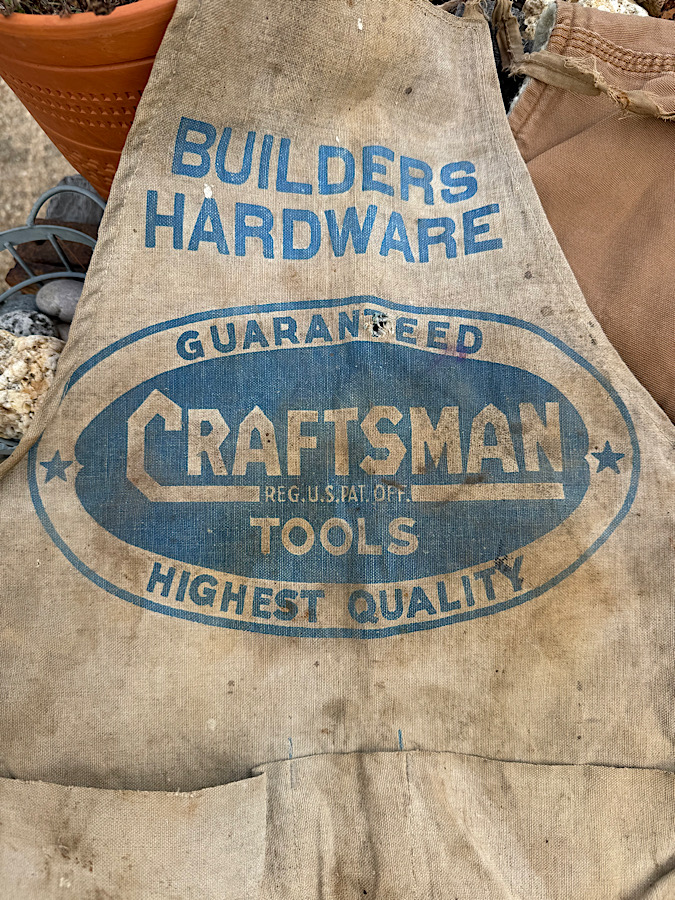 BUILDERS
HARDWARE
GUARANTEED
CRAFTSMAN
REG. U.S. PAT. OFF.
TOOLS
HIGHEST QUALITY